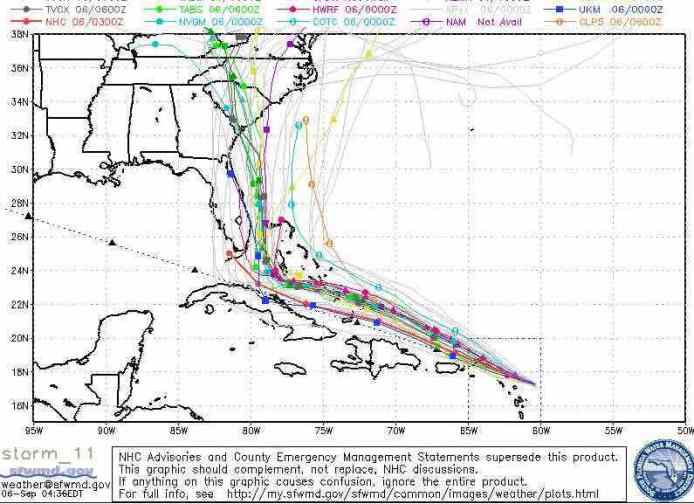 TVCX 06/0600Z TABS 06/0600Z HWRF 06/0000Z 06/0000Z UKM 06/0000Z
NHC 06/0300Z NVGM 06/0000Z COTC 06/0000Z NAM Not Avail CLP5 06/0600Z
38N
36N
34N
32N
30N
28N
26N
24N
22N
20N
18N
16N
95W 90W 85W 80W 75W 70W 65W 60W 55W 50W
storm_11
sfwmd.gov
weather@sfwmd.gov
06-Sep 04:36EDT
NHC Advisories and County Emergency Management Statements supersede this product.
This graphic should complement, not replace, NHC discussions.
If anything on this graphic causes confusion, ignore the entire product.
For full info, see http://my.sfwmd.gov/sfwmd/common/images/weather/plots.html